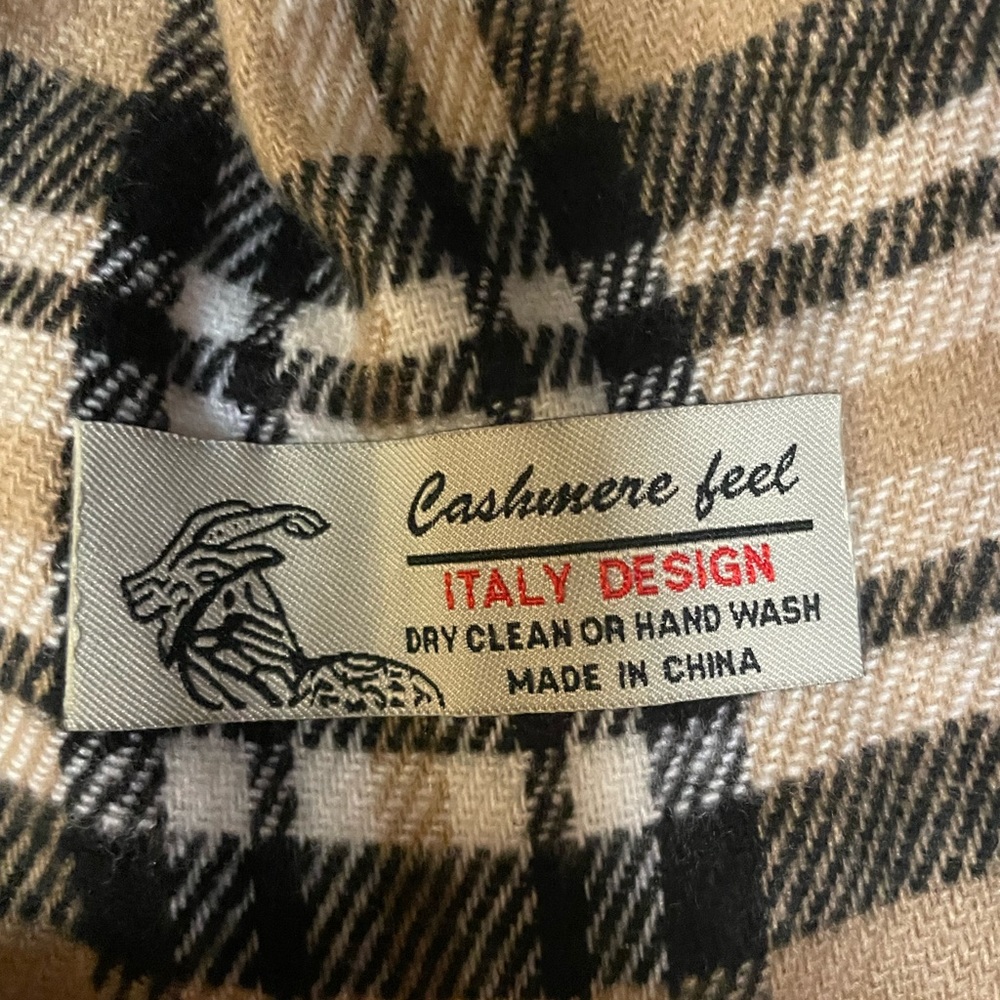 Cashmere feel
ITALY DESIGN
DRY CLEAN OR HAND WASH
MADE IN CHINA